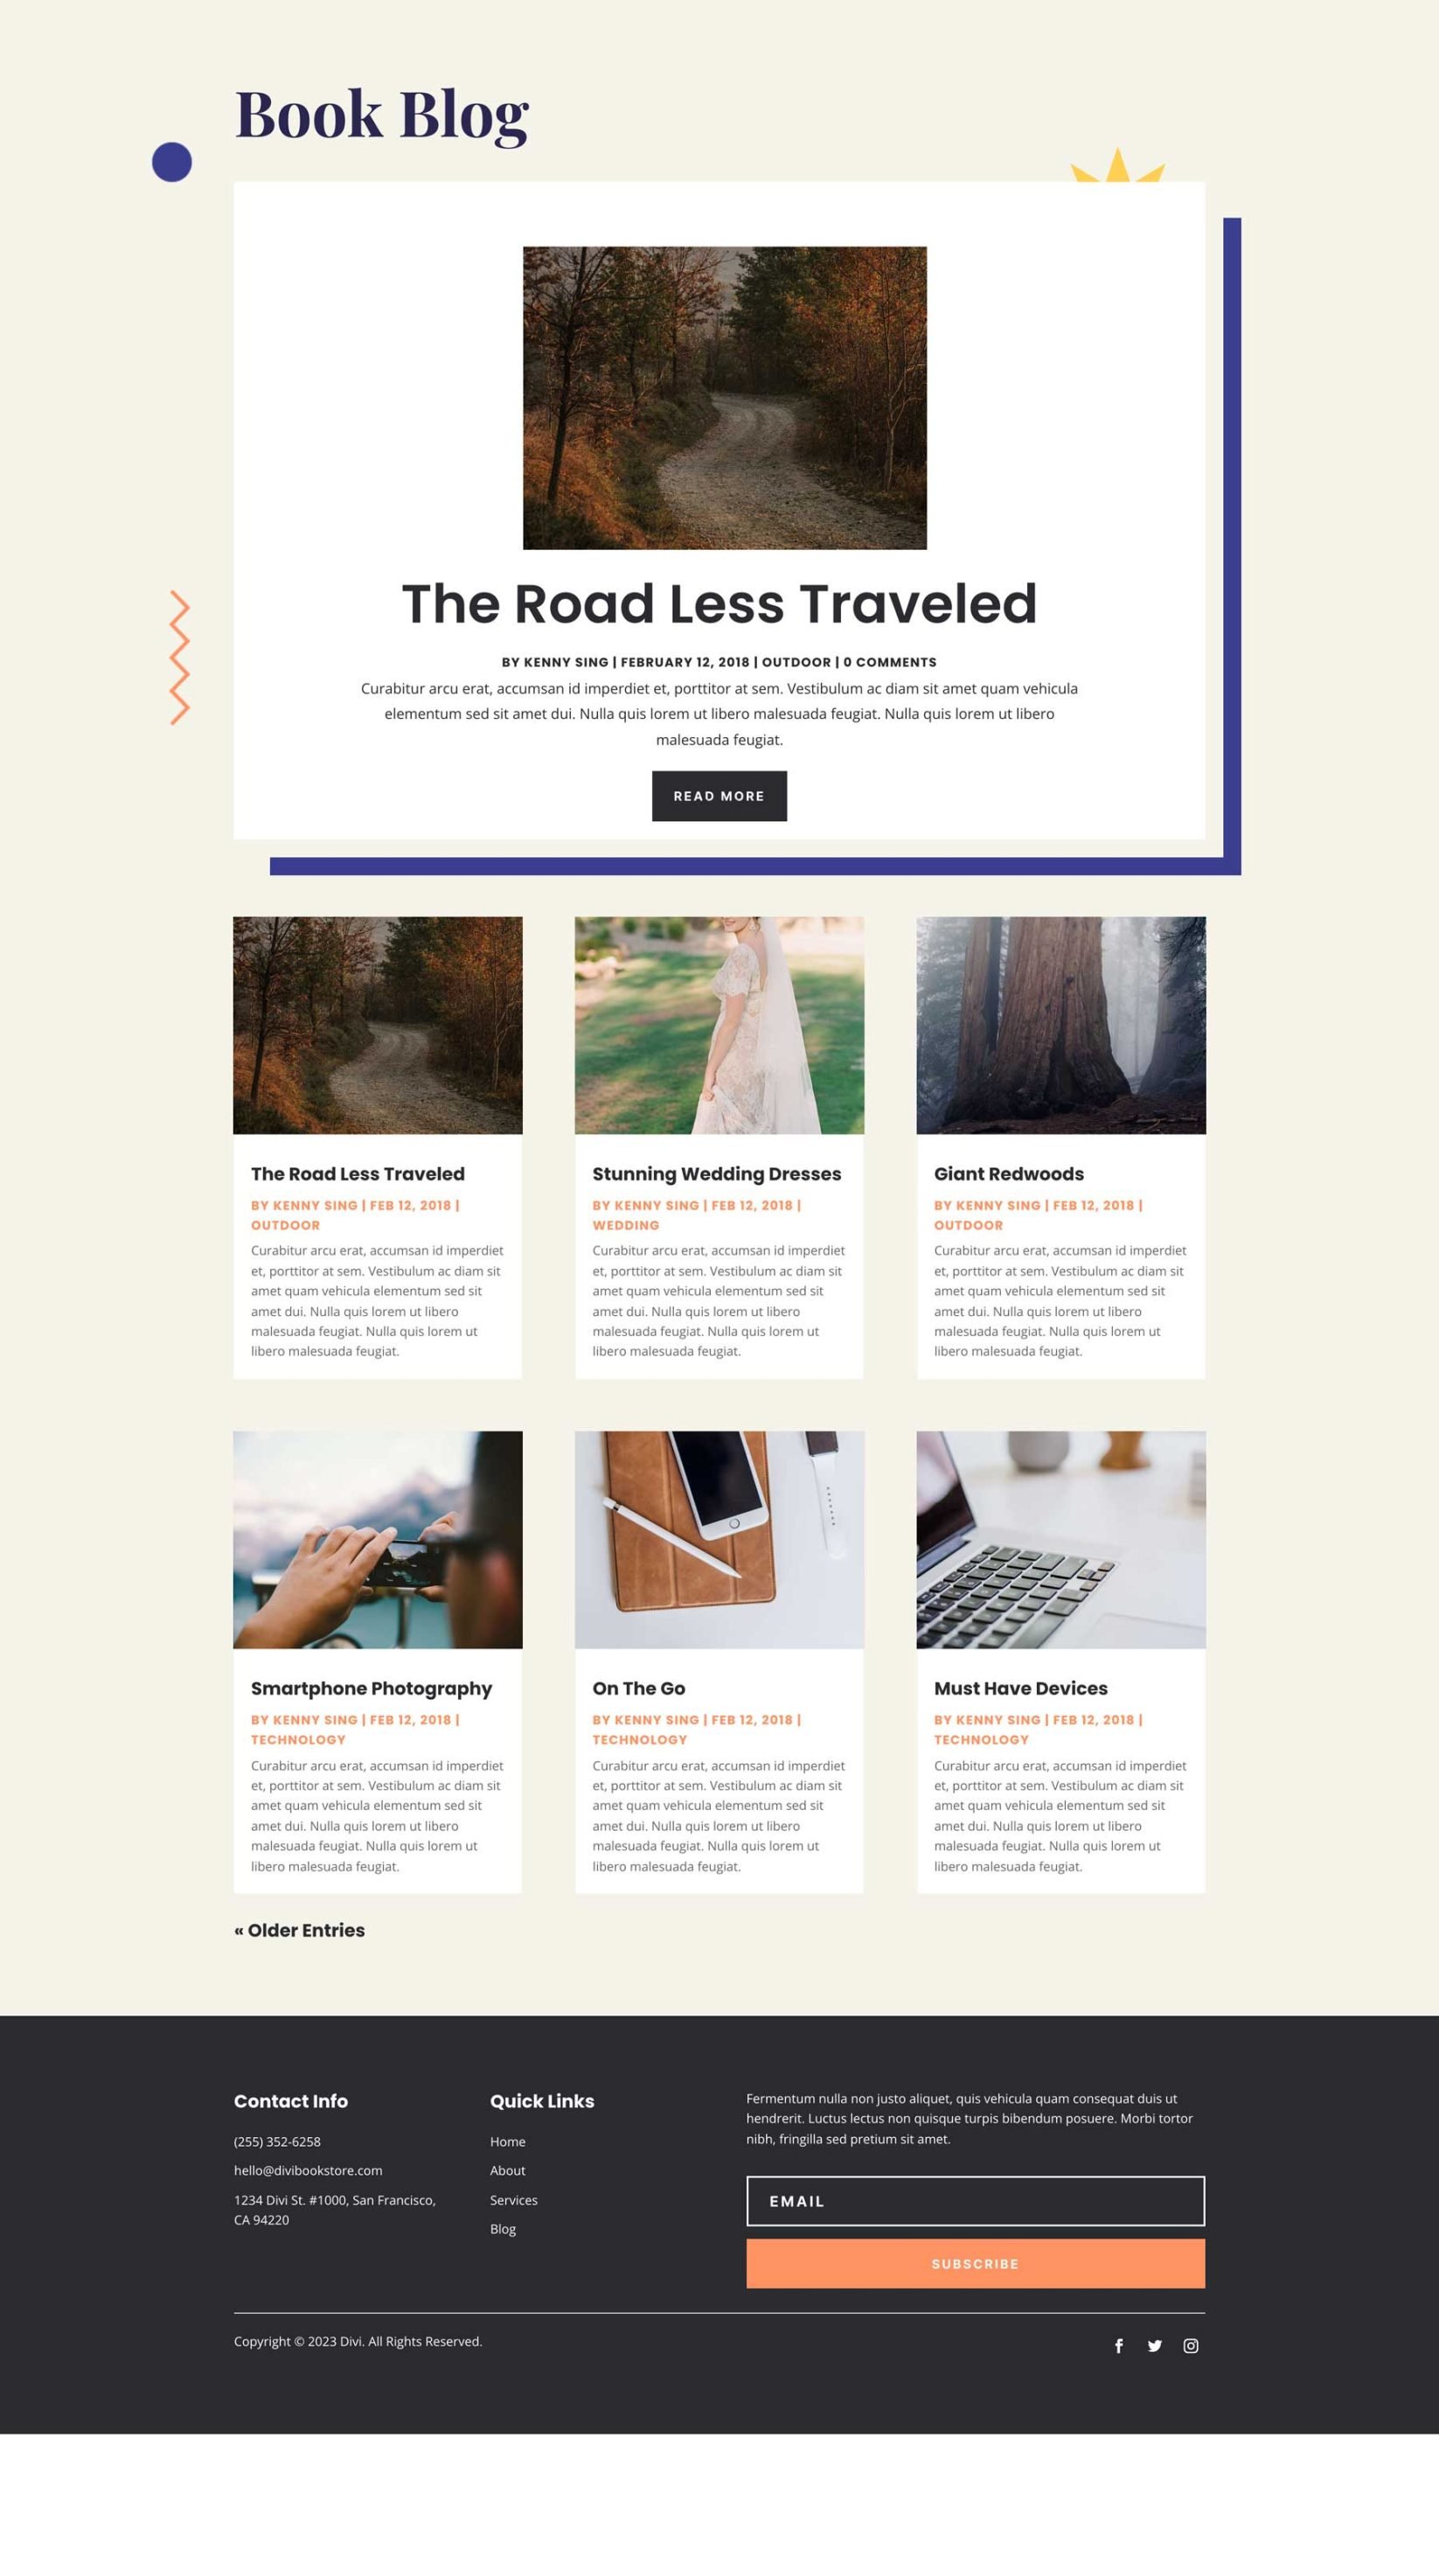 Book Blog
The Road Less Traveled
BY KENNY SING | FEBRUARY 12, 2018 | OUTDOOR | 0 COMMENTS
Curabitur arcu erat, accumsan id imperdiet et, porttitor at sem. Vestibulum ac diam sit amet quam vehicula
elementum sed sit amet dui. Nulla quis lorem ut libero malesuada feugiat. Nulla quis lorem ut libero
malesuada feugiat.
READ MORE
The Road Less Traveled
BY KENNY SING | FEB 12, 2018 |
OUTDOOR
Curabitur arcu erat, accumsan id imperdiet
et, porttitor at sem. Vestibulum ac diam sit
amet quam vehicula elementum sed sit
amet dui. Nulla quis lorem ut libero
malesuada feugiat. Nulla quis lorem ut
libero malesuada feugiat.
Stunning Wedding Dresses
BY KENNY SING | FEB 12, 2018 |
WEDDING
Curabitur arcu erat, accumsan id imperdiet
et, porttitor at sem. Vestibulum ac diam sit
amet quam vehicula elementum sed sit
amet dui. Nulla quis lorem ut libero
malesuada feugiat. Nulla quis lorem ut
libero malesuada feugiat.
Giant Redwoods
BY KENNY SING | FEB 12, 2018 |
OUTDOOR
Curabitur arcu erat, accumsan id imperdiet
et, porttitor at sem. Vestibulum ac diam sit
amet quam vehicula elementum sed sit
amet dui. Nulla quis lorem ut libero
malesuada feugiat. Nulla quis lorem ut
libero malesuada feugiat.
Smartphone Photography
BY KENNY SING | FEB 12, 2018 |
TECHNOLOGY
Curabitur arcu erat, accumsan id imperdiet
et, porttitor at sem. Vestibulum ac diam sit
amet quam vehicula elementum sed sit
amet dui. Nulla quis lorem ut libero
malesuada feugiat. Nulla quis lorem ut
libero malesuada feugiat.
On The Go
BY KENNY SING | FEB 12, 2018 |
TECHNOLOGY
Curabitur arcu erat, accumsan id imperdiet
et, porttitor at sem. Vestibulum ac diam sit
amet quam vehicula elementum sed sit
amet dui. Nulla quis lorem ut libero
malesuada feugiat. Nulla quis lorem ut
libero malesuada feugiat.
Must Have Devices
BY KENNY SING | FEB 12, 2018 |
TECHNOLOGY
Curabitur arcu erat, accumsan id imperdiet
et, porttitor at sem. Vestibulum ac diam sit
amet quam vehicula elementum sed sit
amet dui. Nulla quis lorem ut libero
malesuada feugiat. Nulla quis lorem ut
libero malesuada feugiat.
« Older Entries
Contact Info
(255) 352-6258
hello@divibookstore.com
1234 Divi St. #1000, San Francisco,
CA 94220
Quick Links
Home
About
Services
Blog
Fermentum nulla non justo aliquet, quis vehicula quam consequat duis ut
hendrerit. Luctus lectus non quisque turpis bibendum posuere. Morbi tortor
nibh, fringilla sed pretium sit amet.
EMAIL
SUBSCRIBE
Copyright © 2023 Divi. All Rights Reserved.